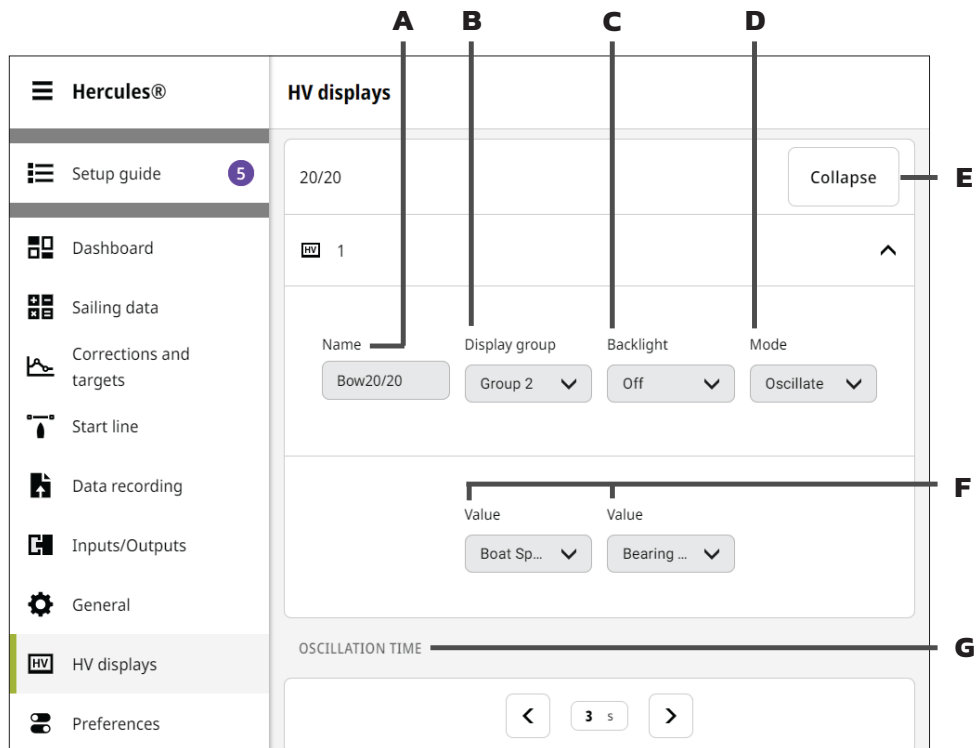 A B C D
Hercules®
HV displays
Setup guide 5
20/20
Collapse
E
HV 1
Dashboard
Sailing data
Corrections and
targets
Start line
Data recording
Inputs/Outputs
General
HV HV displays
Preferences
Name Display group Backlight Mode
Bow20/20 Group 2 Off Oscillate
F
Value Value
Boat Sp... Bearing ...
OSCILLATION TIME
G
3 s